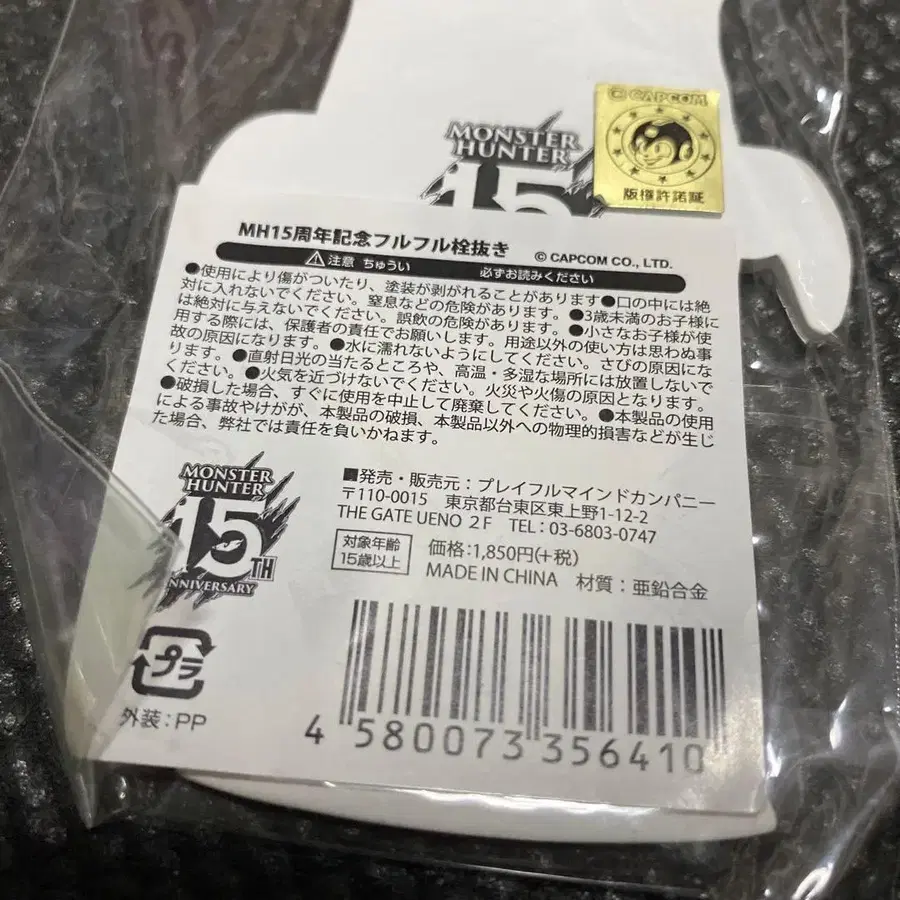 © CAPCOM
版権許諾証
MONSTER
HUNTER
15
MH15周年記念フルフル栓抜き
© CAPCOM CO., LTD.
注意 ちゅうい 必ずお読みください
●使用により傷がついたり、塗装が剥がれることがあります●口の中には絶
対に入れないでください。窒息などの危険があります。●3歳未満のお子様に
は絶対に与えないでください。誤飲の危険があります。●小さなお子様が使
用する際には、保護者の責任でお願いします。用途以外の使い方は思わぬ事
故の原因になります。●水に濡れないようにしてください。さびの原因にな
ります。●直射日光の当たるところや、高温・多湿な場所には放置しないで
ください。●火気を近づけないでください。火災や火傷の原因となります。
●破損した場合、すぐに使用を中止して廃棄してください。●本製品の使用
による事故やけがが、本製品の破損、本製品以外への物理的損害などが生じ
た場合、弊社では責任を負いかねます。
MONSTER
HUNTER
15TH
ANNIVERSARY
■発売・販売元：プレイフルマインドカンパニー
〒110-0015 東京都台東区東上野1-12-2
THE GATE UENO 2F TEL：03-6803-0747
対象年齢
15歳以上
価格：1,850円(+税)
MADE IN CHINA 材質：亜鉛合金
プラ
外装：PP
4 580073 356410